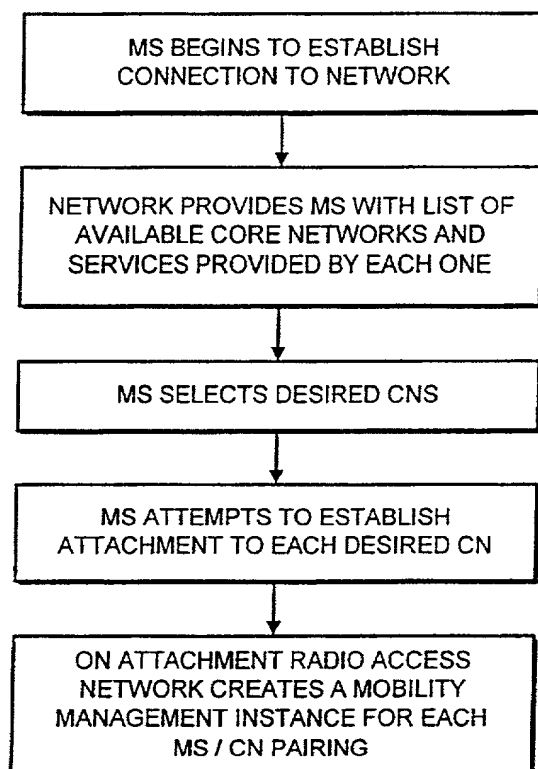 MS BEGINS TO ESTABLISH
CONNECTION TO NETWORK
NETWORK PROVIDES MS WITH LIST OF
AVAILABLE CORE NETWORKS AND
SERVICES PROVIDED BY EACH ONE
MS SELECTS DESIRED CNS
MS ATTEMPTS TO ESTABLISH
ATTACHMENT TO EACH DESIRED CN
ON ATTACHMENT RADIO ACCESS
NETWORK CREATES A MOBILITY
MANAGEMENT INSTANCE FOR EACH
MS / CN PAIRING